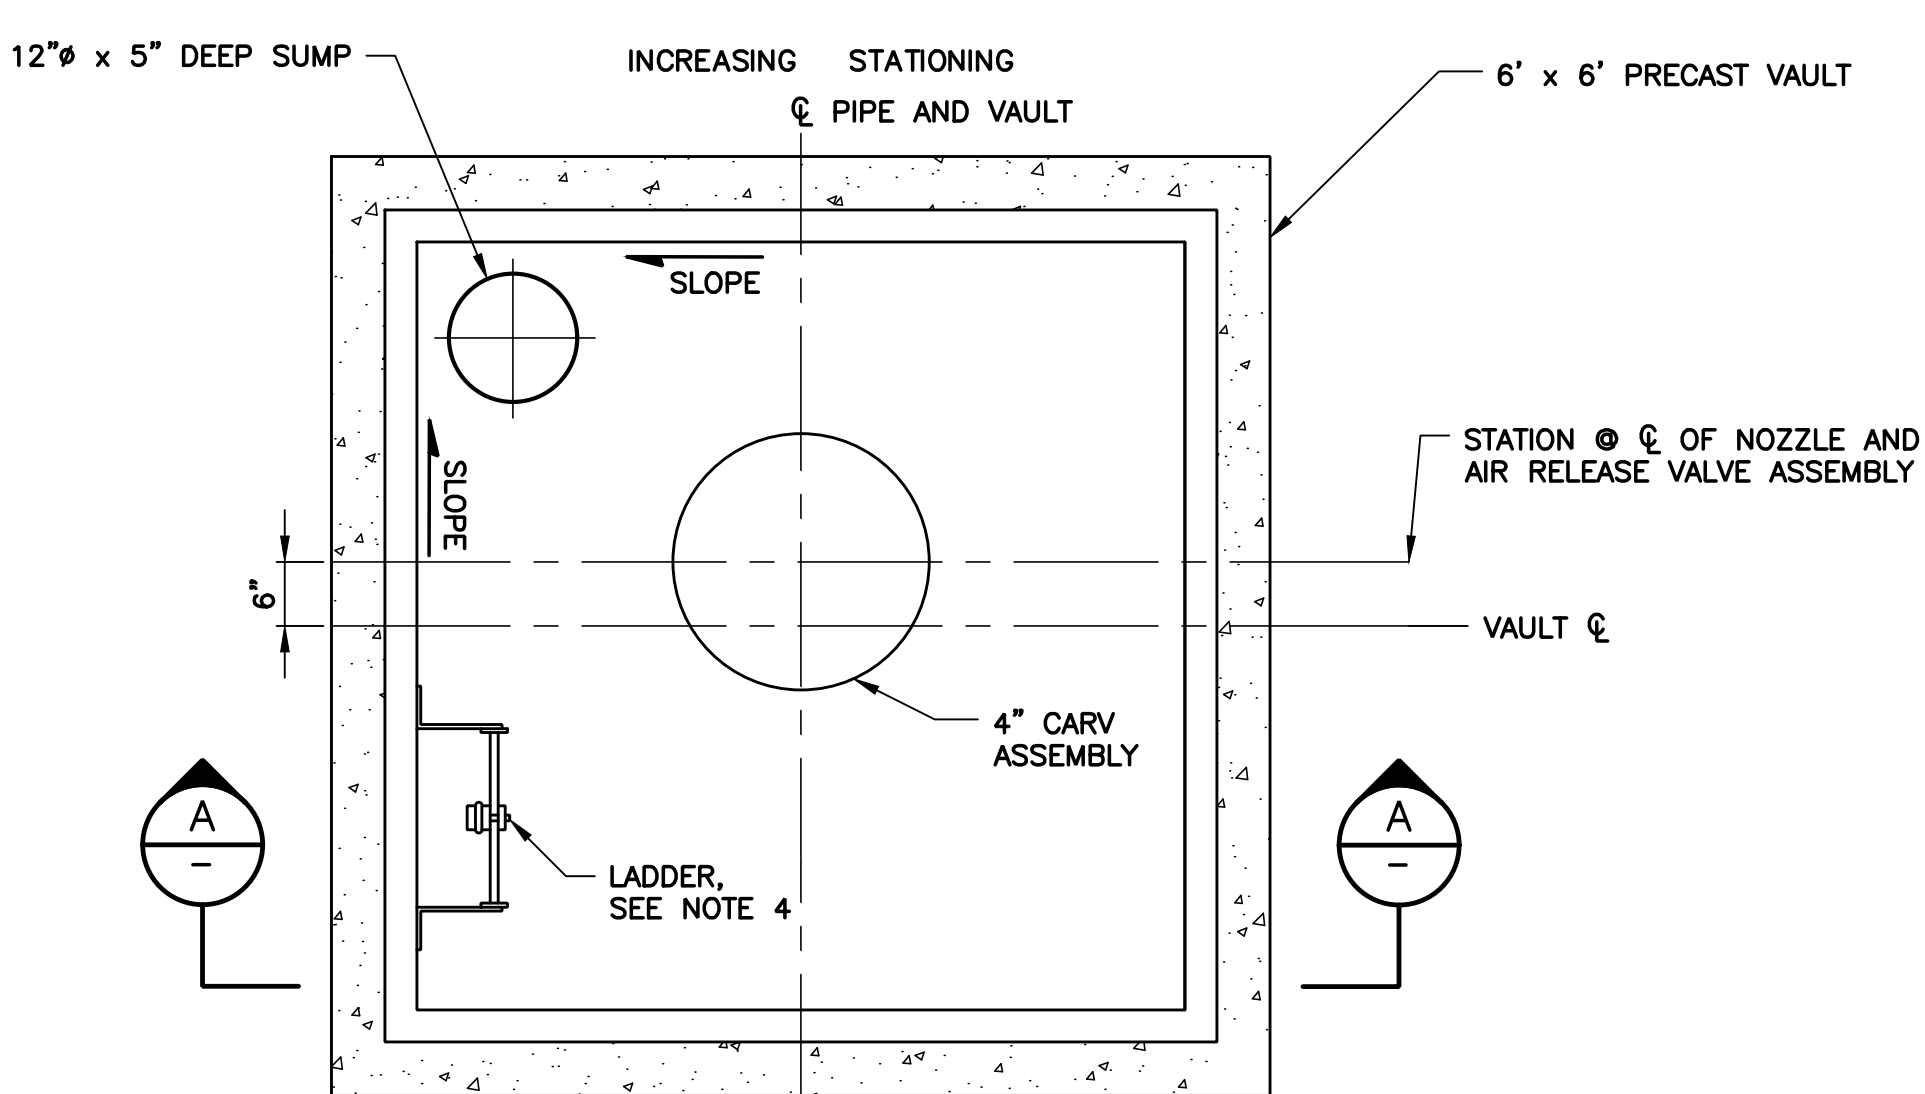 12”ø x 5” DEEP SUMP
INCREASING STATIONING
℄ PIPE AND VAULT
6’ x 6’ PRECAST VAULT
SLOPE
SLOPE
STATION @ ℄ OF NOZZLE AND
AIR RELEASE VALVE ASSEMBLY
6”
VAULT ℄
4” CARV
ASSEMBLY
A
–
A
–
LADDER,
SEE NOTE 4